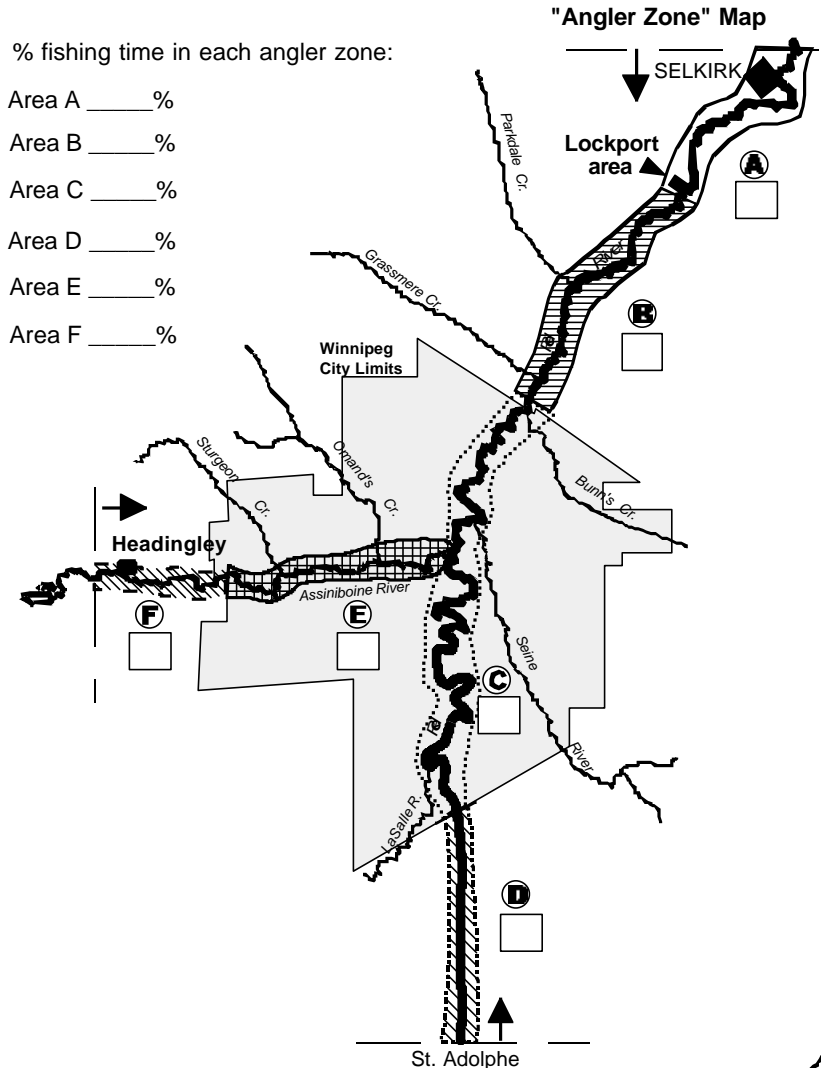 "Angler Zone" Map
% fishing time in each angler zone:
Area A _____%
Area B _____%
Area C _____%
Area D _____%
Area E _____%
Area F _____%
SELKIRK
Lockport
area
A
Parkdale Cr.
River
Grassmere Cr.
B
Red
Winnipeg
City Limits
Sturgeon
Cr.
Omand's
Cr.
Bunn's Cr.
Headingley
Assiniboine River
F
E
Seine
River
C
Red
LaSalle R.
D
St. Adolphe